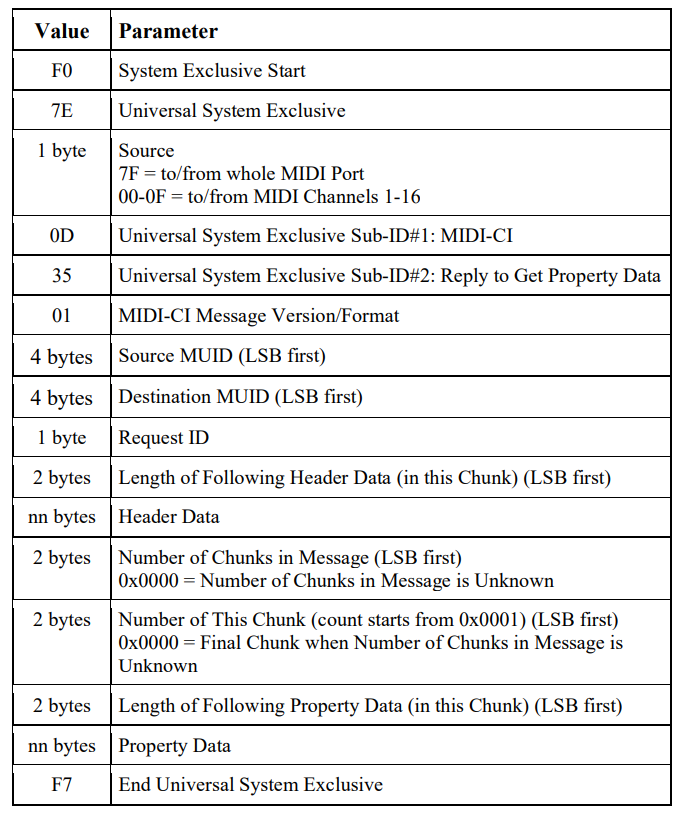 Value Parameter
F0 System Exclusive Start
7E Universal System Exclusive
1 byte Source
7F = to/from whole MIDI Port
00-0F = to/from MIDI Channels 1-16
0D Universal System Exclusive Sub-ID#1: MIDI-CI
35 Universal System Exclusive Sub-ID#2: Reply to Get Property Data
01 MIDI-CI Message Version/Format
4 bytes Source MUID (LSB first)
4 bytes Destination MUID (LSB first)
1 byte Request ID
2 bytes Length of Following Header Data (in this Chunk) (LSB first)
nn bytes Header Data
2 bytes Number of Chunks in Message (LSB first)
0x0000 = Number of Chunks in Message is Unknown
2 bytes Number of This Chunk (count starts from 0x0001) (LSB first)
0x0000 = Final Chunk when Number of Chunks in Message is
Unknown
2 bytes Length of Following Property Data (in this Chunk) (LSB first)
nn bytes Property Data
F7 End Universal System Exclusive